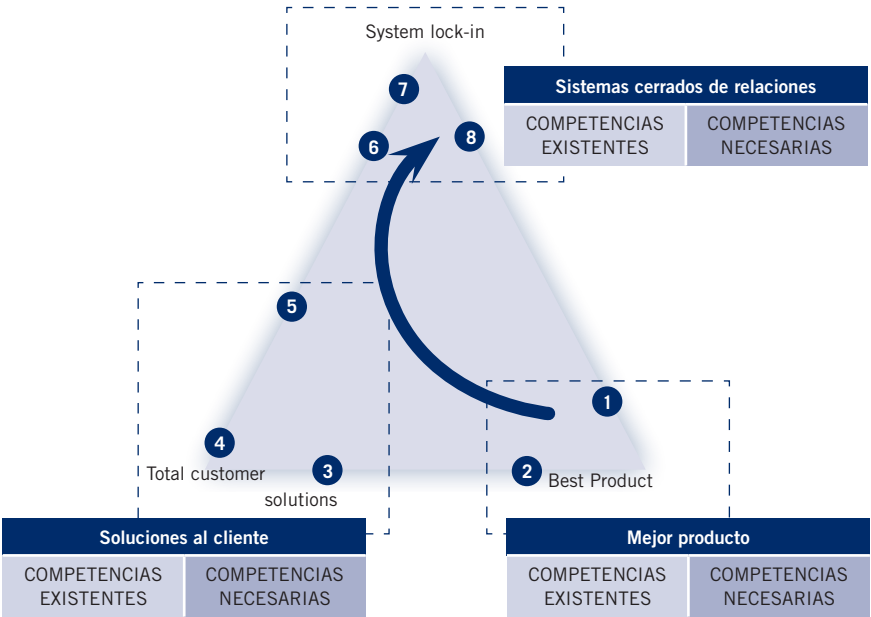 System lock-in
7
8
6
Sistemas cerrados de relaciones
COMPETENCIAS
EXISTENTES
COMPETENCIAS
NECESARIAS
5
1
4
3
2
Total customer
solutions
Best Product
Soluciones al cliente
COMPETENCIAS
EXISTENTES
COMPETENCIAS
NECESARIAS
Mejor producto
COMPETENCIAS
EXISTENTES
COMPETENCIAS
NECESARIAS